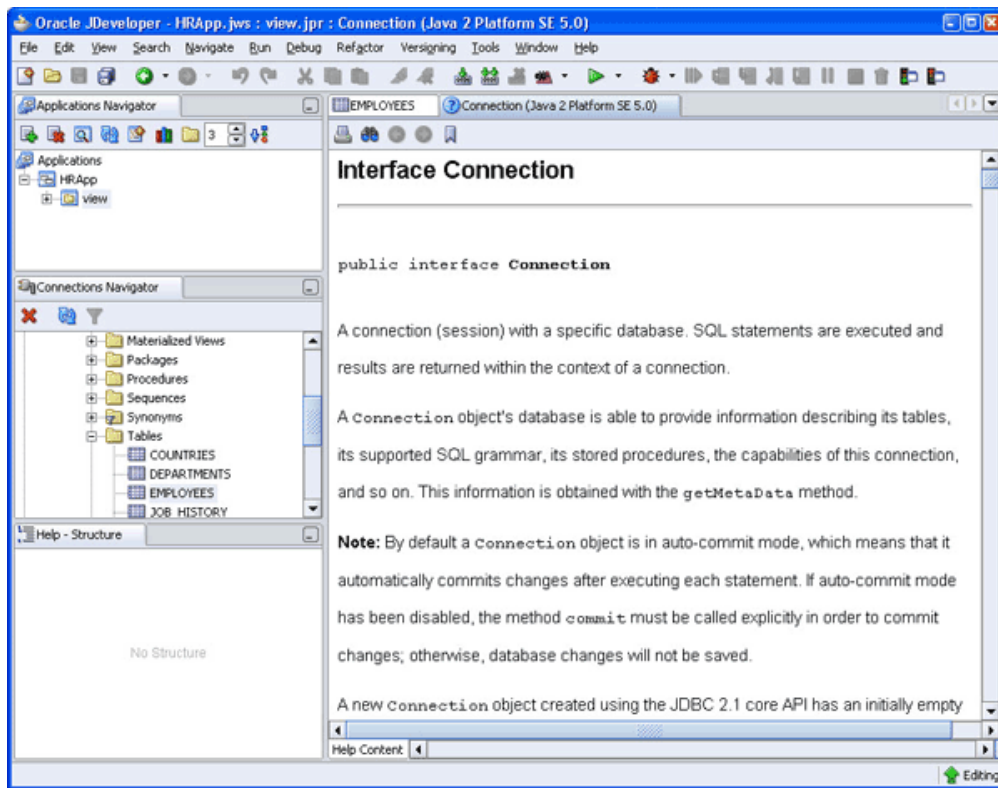 Oracle JDeveloper - HRApp.jws : view.jpr : Connection (Java 2 Platform SE 5.0)
File Edit View Search Navigate Run Debug Refactor Versioning Tools Window Help
Applications Navigator
3
Applications
HRApp
view
Connections Navigator
Materialized Views
Packages
Procedures
Sequences
Synonyms
Tables
COUNTRIES
DEPARTMENTS
EMPLOYEES
JOB_HISTORY
Help - Structure
No Structure
EMPLOYEES Connection (Java 2 Platform SE 5.0)
Interface Connection
public interface Connection
A connection (session) with a specific database. SQL statements are executed and
results are returned within the context of a connection.
A Connection object's database is able to provide information describing its tables,
its supported SQL grammar, its stored procedures, the capabilities of this connection,
and so on. This information is obtained with the getMetaData method.
Note: By default a Connection object is in auto-commit mode, which means that it
automatically commits changes after executing each statement. If auto-commit mode
has been disabled, the method commit must be called explicitly in order to commit
changes; otherwise, database changes will not be saved.
A new Connection object created using the JDBC 2.1 core API has an initially empty
Help Content
Editing